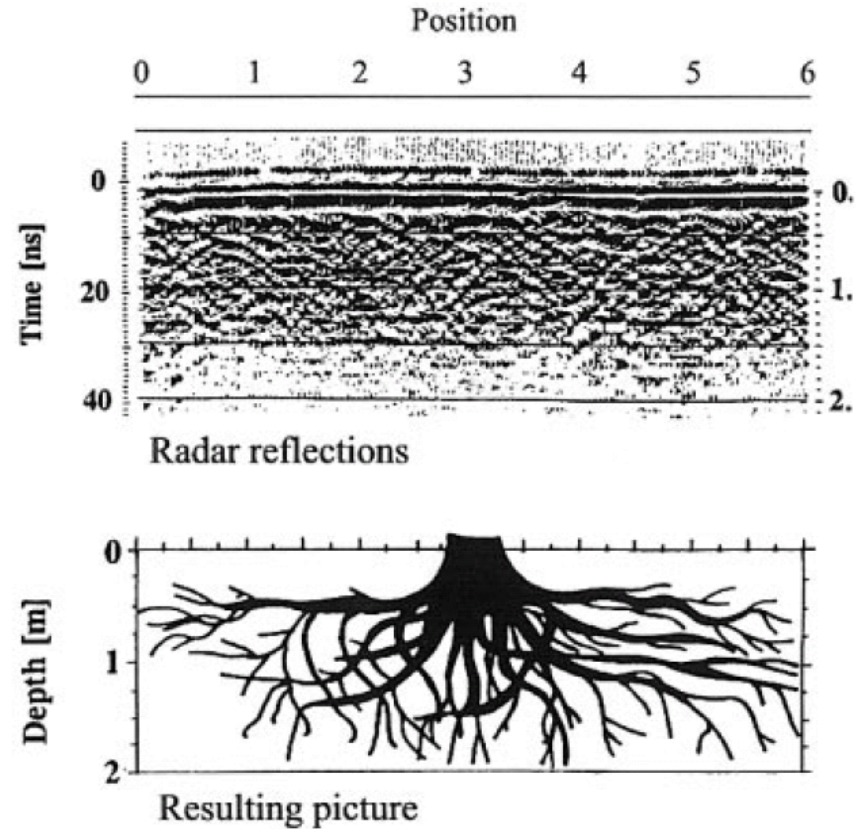 Position
0 1 2 3 4 5 6
Time [ns]
0
20
40
0.
1.
2.
Radar reflections
Depth [m]
0
1
2
Resulting picture